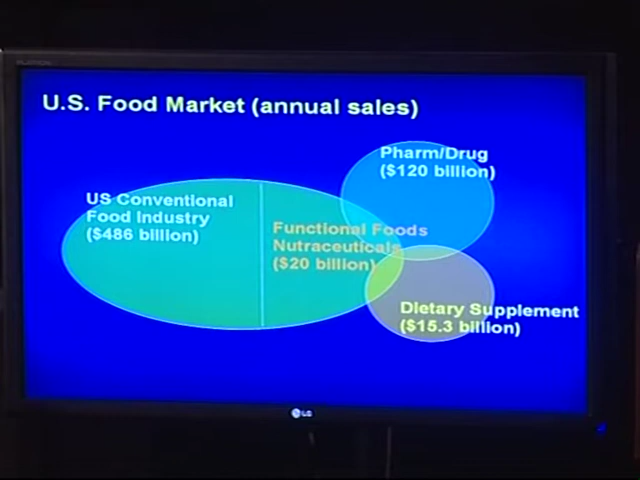 U.S. Food Market (annual sales)
Pharm/Drug
($120 billion)
US Conventional
Food Industry
($486 billion)
Functional Foods
Nutraceuticals
($20 billion)
Dietary Supplement
($15.3 billion)
LG